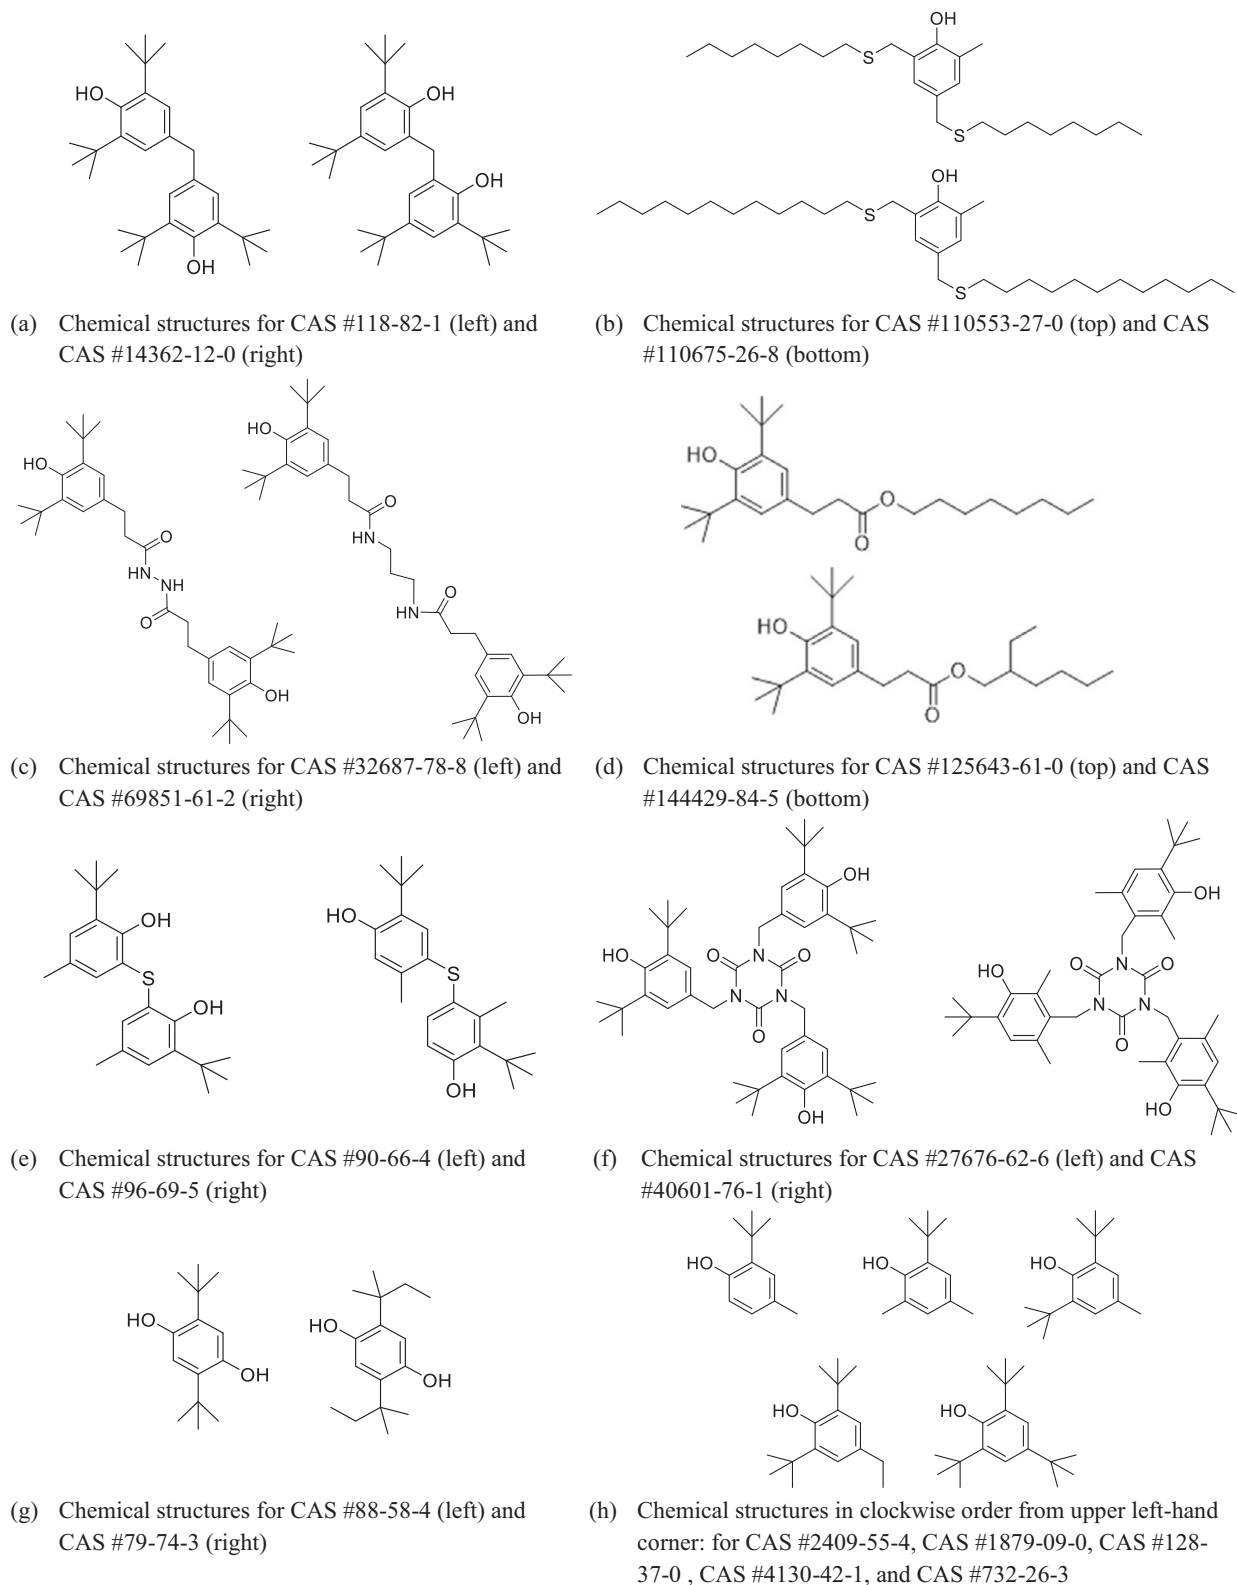 HO
OH
OH
OH
(a) Chemical structures for CAS #118-82-1 (left) and
CAS #14362-12-0 (right)
OH
S
S
OH
S
S
(b) Chemical structures for CAS #110553-27-0 (top) and CAS
#110675-26-8 (bottom)
HO
O
HN
NH
O
OH
HO
O
HN
O
NH
OH
(c) Chemical structures for CAS #32687-78-8 (left) and
CAS #69851-61-2 (right)
HO
O
O
HO
O
O
(d) Chemical structures for CAS #125643-61-0 (top) and CAS
#144429-84-5 (bottom)
OH
S
OH
HO
S
OH
(e) Chemical structures for CAS #90-66-4 (left) and
CAS #96-69-5 (right)
OH
HO
O N O
N N
O
OH
OH
HO
O N O
N N
O
HO
(f) Chemical structures for CAS #27676-62-6 (left) and CAS
#40601-76-1 (right)
HO
OH
HO
OH
(g) Chemical structures for CAS #88-58-4 (left) and
CAS #79-74-3 (right)
HO
HO
HO
HO
HO
(h) Chemical structures in clockwise order from upper left-hand
corner: for CAS #2409-55-4, CAS #1879-09-0, CAS #128-
37-0 , CAS #4130-42-1, and CAS #732-26-3